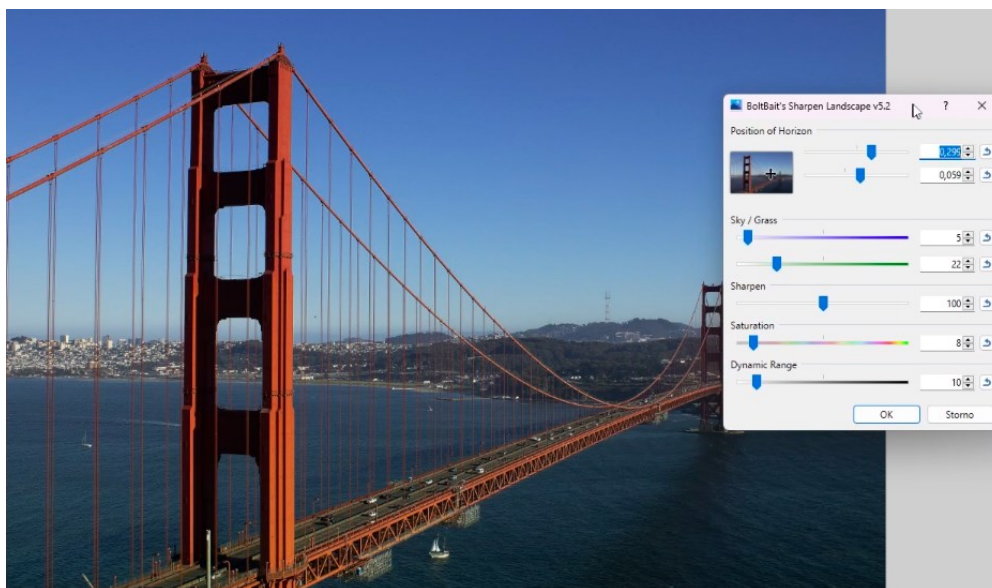 BoltBait's Sharpen Landscape v5.2 ? ✕
Position of Horizon
0,295
0,059
Sky / Grass
5
22
Sharpen
100
Saturation
8
Dynamic Range
10
OK Storno